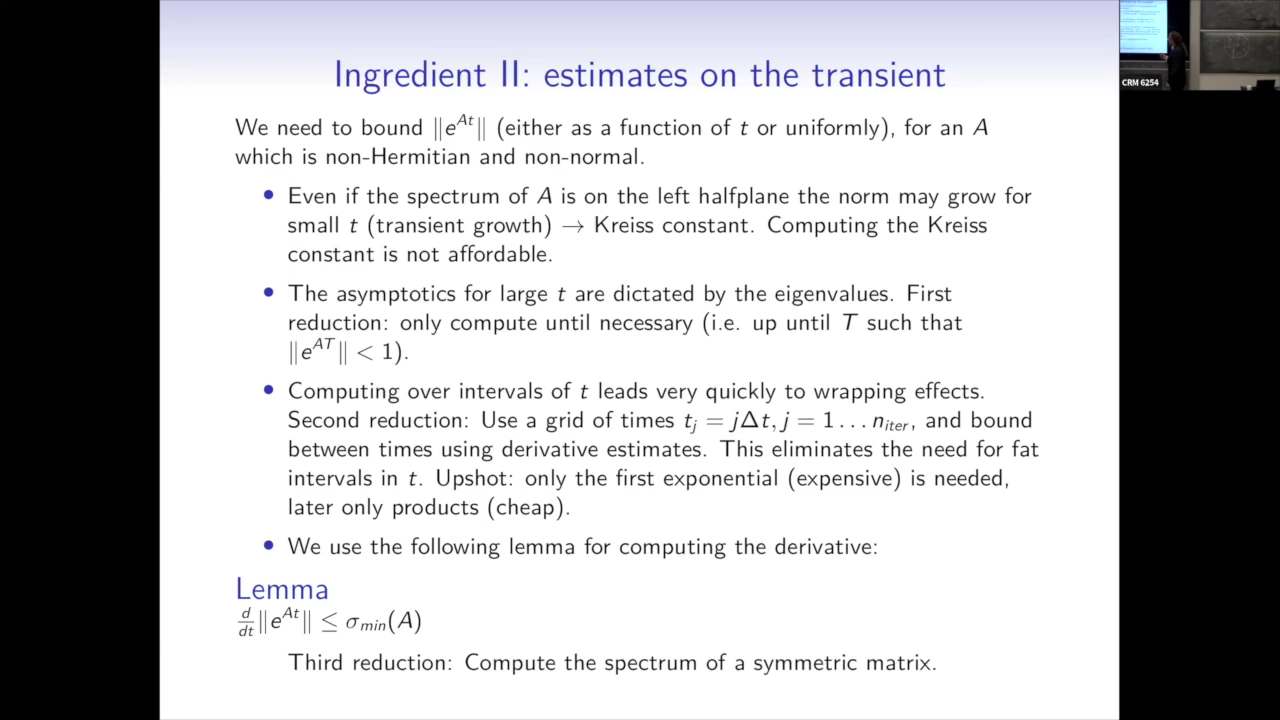 Ingredient II: estimates on the transient
We need to bound ‖e^{At}‖ (either as a function of t or uniformly), for an A
which is non-Hermitian and non-normal.
• Even if the spectrum of A is on the left halfplane the norm may grow for
small t (transient growth) → Kreiss constant. Computing the Kreiss
constant is not affordable.
• The asymptotics for large t are dictated by the eigenvalues. First
reduction: only compute until necessary (i.e. up until T such that
‖e^{AT}‖ < 1).
• Computing over intervals of t leads very quickly to wrapping effects.
Second reduction: Use a grid of times t_j = jΔt, j = 1 … n_{iter}, and bound
between times using derivative estimates. This eliminates the need for fat
intervals in t. Upshot: only the first exponential (expensive) is needed,
later only products (cheap).
• We use the following lemma for computing the derivative:
Lemma
d/dt ‖e^{At}‖ ≤ σ_{min}(A)
Third reduction: Compute the spectrum of a symmetric matrix.
CRM 6254